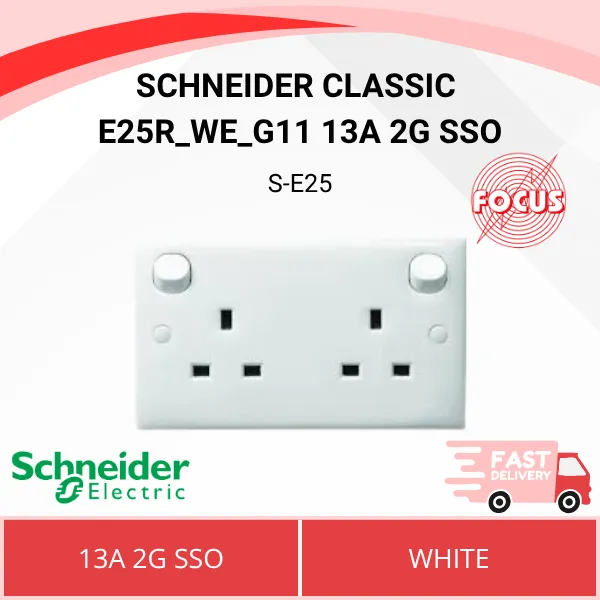 SCHNEIDER CLASSIC
E25R_WE_G11 13A 2G SSO
S-E25
FOCUS
Schneider
Electric
FAST
DELIVERY
13A 2G SSO
WHITE